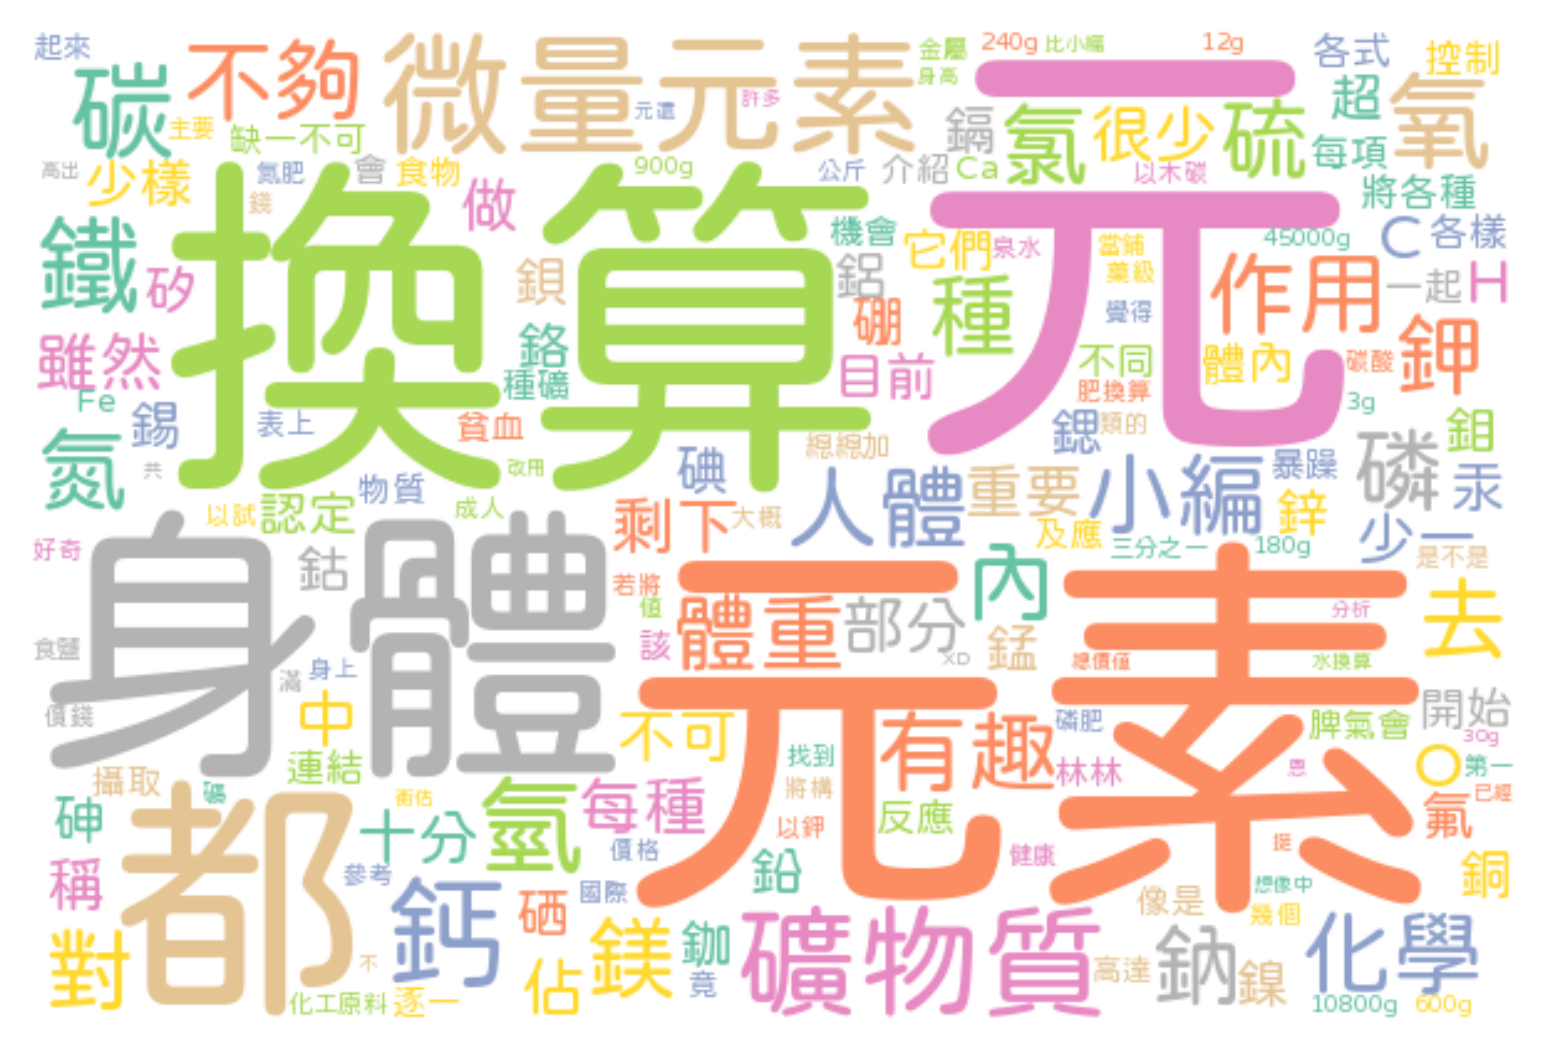 起來
碳
不夠
微量元素
金屬
240g
比小編
12g
各式
控制
身高
元
超
氧
主要
缺一不可
元還
許多
鎘
氯
很少
硫
每項
高出
少樣
氮肥
會
食物
900g
公斤
介紹
Ca
以木碳
將各種
錢
換算
做
機會
它們
泉水
當鋪
45000g
C
各樣
鐵
矽
鋇
鋁
種
藥級
作用
一起
H
硼
覺得
雖然
鉻
種礦
目前
不同
體內
碳酸
鉀
Fe
肥換算
3g
錫
表上
貧血
總總加
鍶
類的
鉬
氮
共
改用
碘
人體
重要
小編
暴躁
磷
汞
物質
以試
認定
成人
剩下
大概
及應
鋅
少一
好奇
身體
鈷
三分之一
180g
是不是
若將
值
內
元素
分析
去
食鹽
該
體重
部分
錳
XD
總價值
水換算
身上
滿
價錢
中
不可
有趣
磷肥
脾氣會
開始
30g
連結
找到
林林
恩
O
第一
攝取
礦
衝估
將構
已經
砷
都
十分
氫
每種
以鉀
反應
氟
價格
健康
挺
稱
參考
鉛
想像中
銅
鈣
硒
國際
像是
幾個
對
鎂
鉫
礦物質
鈉
化學
不
佔
竟
高達
鎳
化工原料
逐一
10800g
600g